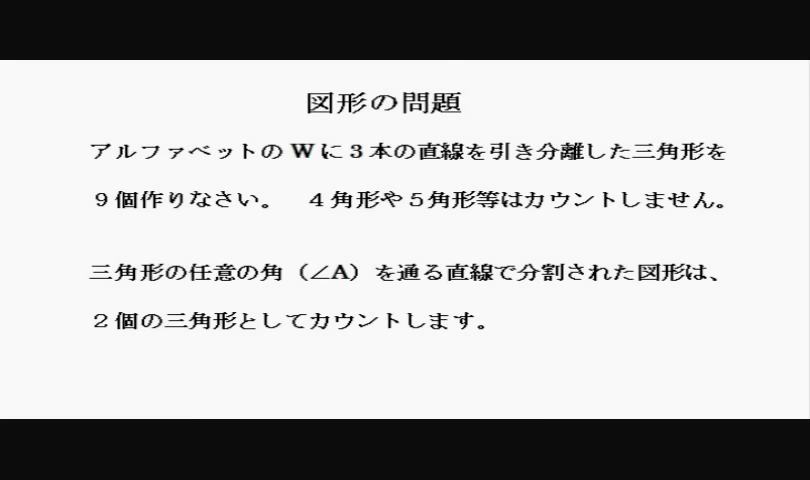 図形の問題
アルファベットのWに3本の直線を引き分離した三角形を
9個作りなさい。　4角形や5角形等はカウントしません。
三角形の任意の角（∠A）を通る直線で分割された図形は、
2個の三角形としてカウントします。